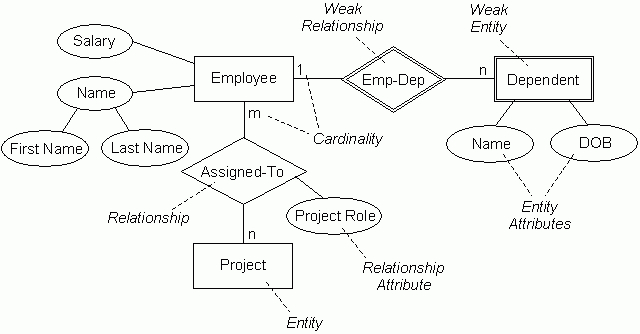 Weak
Relationship
Weak
Entity
Salary
Employee
1
Emp-Dep
n
Dependent
Name
m
Cardinality
First Name
Last Name
Name
DOB
Assigned-To
Relationship
Project Role
Entity
Attributes
n
Project
Relationship
Attribute
Entity